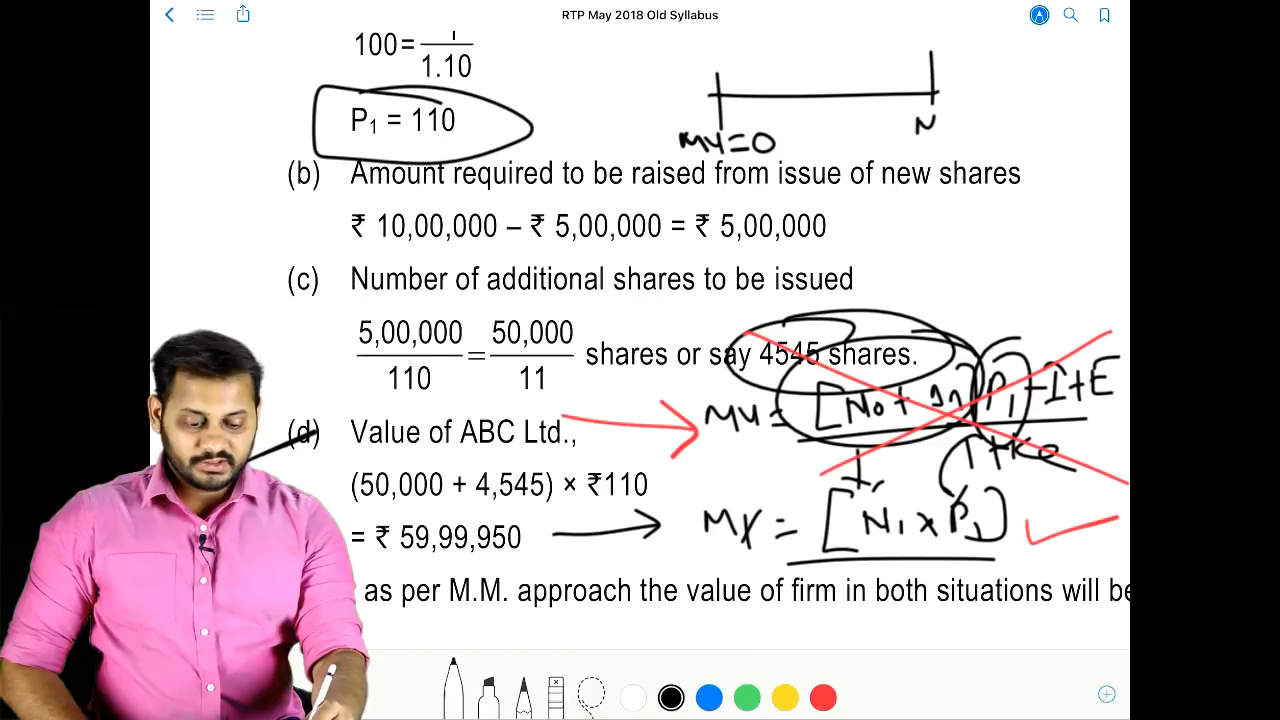 RTP May 2018 Old Syllabus
100 = 1.10
P₁ = 110
MV=0
N
(b) Amount required to be raised from issue of new shares
₹ 10,00,000 – ₹ 5,00,000 = ₹ 5,00,000
(c) Number of additional shares to be issued
5,00,000/110 = 50,000/11 shares or say 4545 shares.
MV = [N₀ + ] P₁ - I + E
1+Ke
(d) Value of ABC Ltd.,
(50,000 + 4,545) × ₹110
MV = [N₁ x P₁]
= ₹ 59,99,950
as per M.M. approach the value of firm in both situations will be